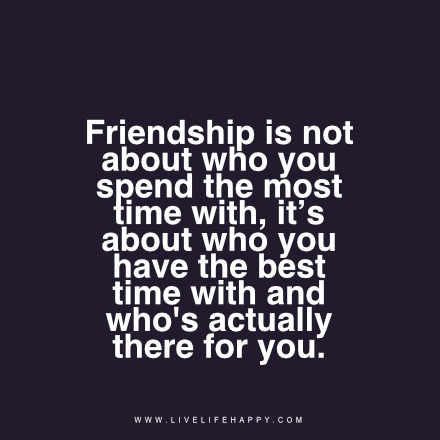 Friendship is not
about who you
spend the most
time with, it’s
about who you
have the best
time with and
who's actually
there for you.
WWW.LIVELIFEHAPPY.COM